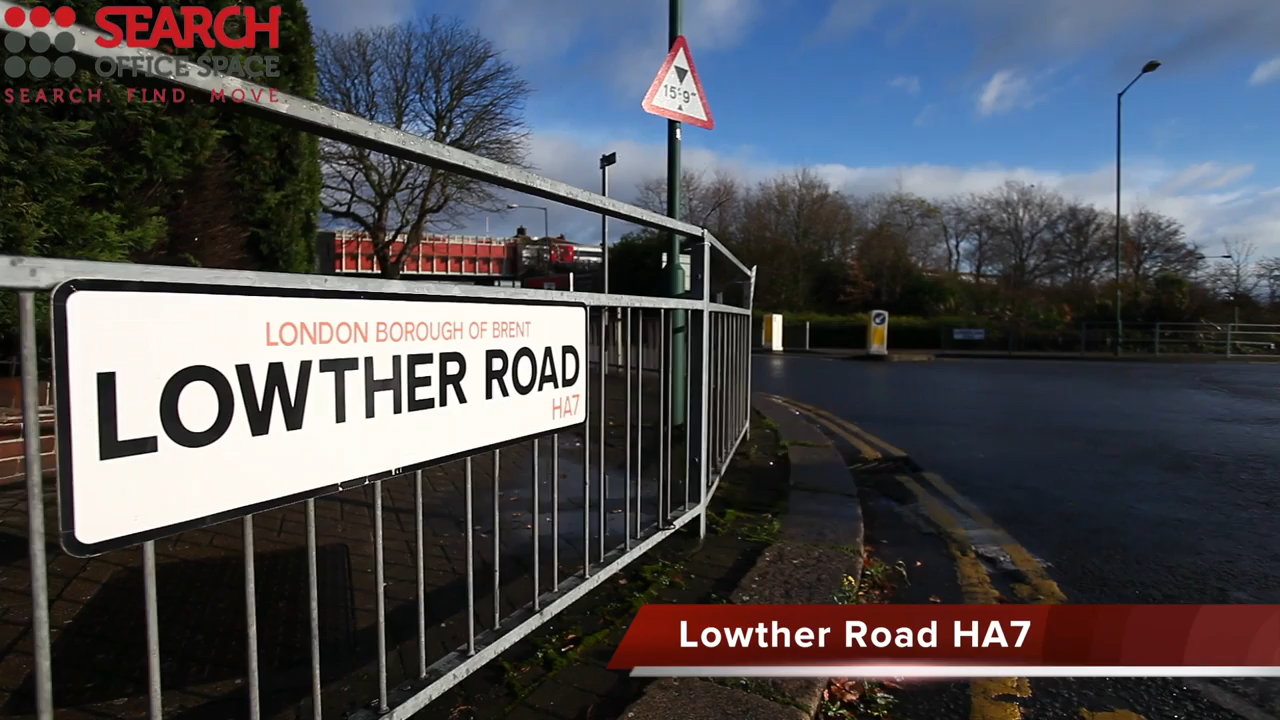 SEARCH
OFFICE SPACE
SEARCH. FIND. MOVE.
15'-9"
LONDON BOROUGH OF BRENT
LOWTHER ROAD
HA7
Lowther Road HA7